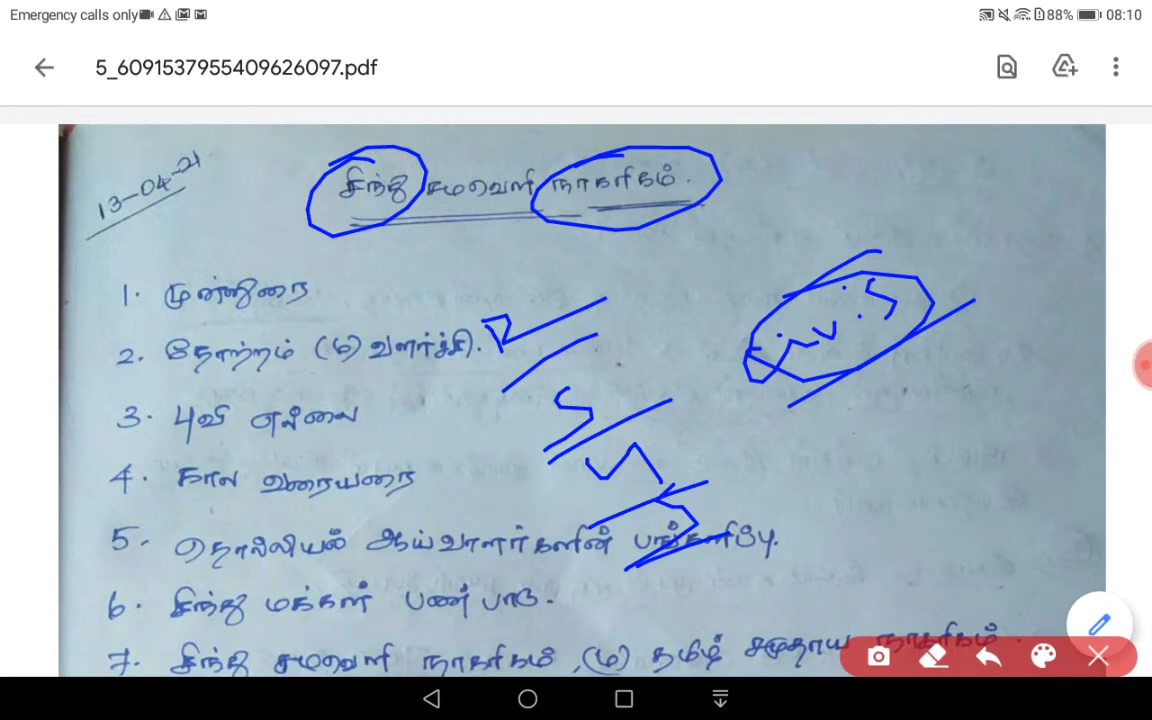 Emergency calls only 88% 08:10
5_6091537955409626097.pdf
13-04-21
சிந்து சமவெளி நாகரிகம்.
1. முன்னுரை
2. தோற்றம் (ம) வளர்ச்சி.
3. புவி எல்லை
4. கால வரையறை
5. தொல்லியல் ஆய்வாளர்களின் பங்களிப்பு.
6. சிந்து மக்கள் பண்பாடு.
7. சிந்து சமவெளி நாகரிகம் (ம) தமிழ் சமுதாய நாகரிகம்.